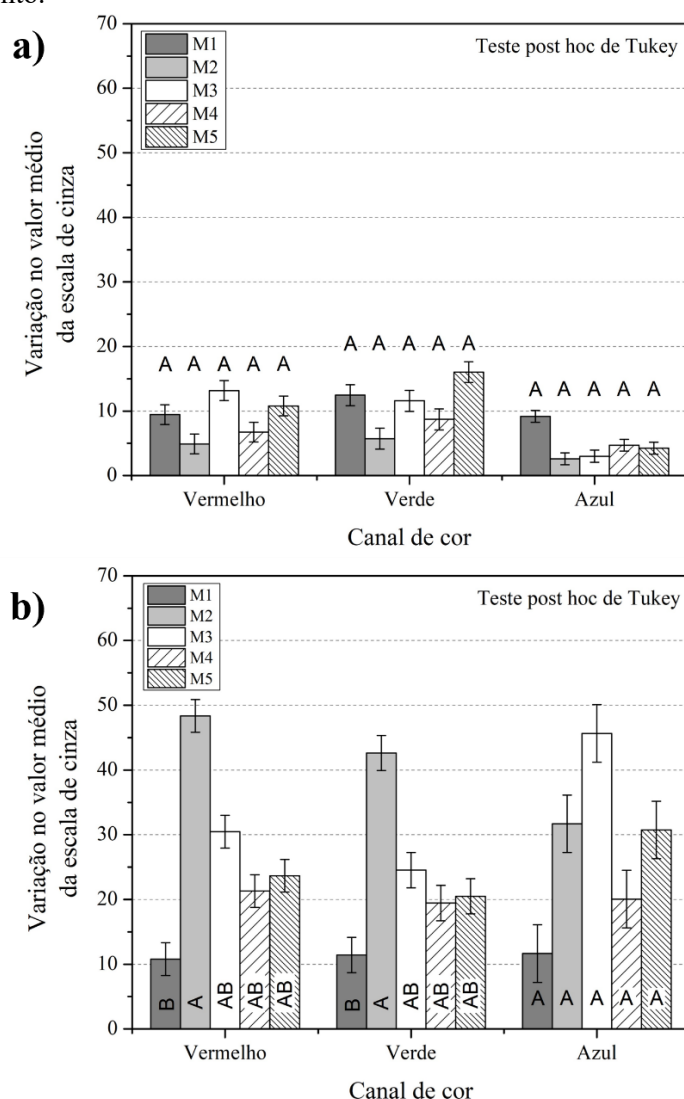 a)
Teste post hoc de Tukey
M1
M2
M3
M4
M5
Variação no valor médio
da escala de cinza
70
60
50
40
30
20
10
0
A A A A A
A A A A A
A A A A A
Vermelho Verde Azul
Canal de cor
b)
Teste post hoc de Tukey
M1
M2
M3
M4
M5
Variação no valor médio
da escala de cinza
70
60
50
40
30
20
10
0
B A AB AB AB
B A AB AB AB
A A A A A
Vermelho Verde Azul
Canal de cor